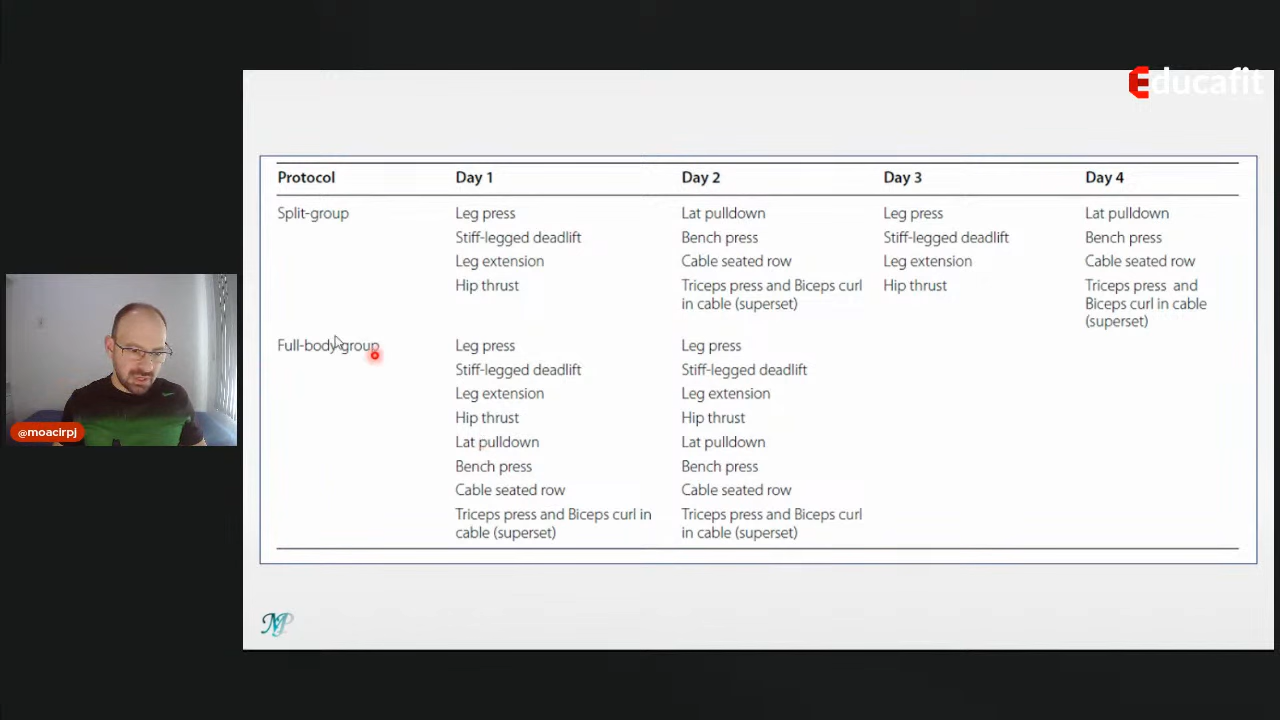 Educafit
Protocol Day 1 Day 2 Day 3 Day 4
Split-group Leg press Lat pulldown Leg press Lat pulldown
Stiff-legged deadlift Bench press Stiff-legged deadlift Bench press
Leg extension Cable seated row Leg extension Cable seated row
Hip thrust Triceps press and Biceps curl Hip thrust Triceps press and
in cable (superset) Biceps curl in cable
(superset)
Full-body group Leg press Leg press
Stiff-legged deadlift Stiff-legged deadlift
Leg extension Leg extension
Hip thrust Hip thrust
Lat pulldown Lat pulldown
Bench press Bench press
Cable seated row Cable seated row
Triceps press and Biceps curl in Triceps press and Biceps curl
cable (superset) in cable (superset)
@moacirpj
MP